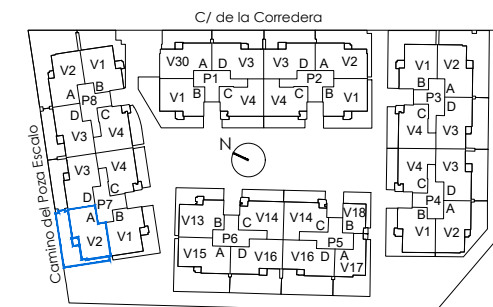 C/ de la Corredera
V2 V1
A B
P8
D C
V3 V4
V30 A D V3
P1
V1 B C V4
V3 D A V2
P2
V4 C B V1
V1 V2
B A
P3
C D
V4 V3
Camino del Poza Escalo
N
V3 V4
D C
P7
A B
V2 V1
V13 B C V14
P6
V15 A D V16
V14 C B V18
P5
V16 D A V17
V4 V3
C D
P4
B A
V1 V2